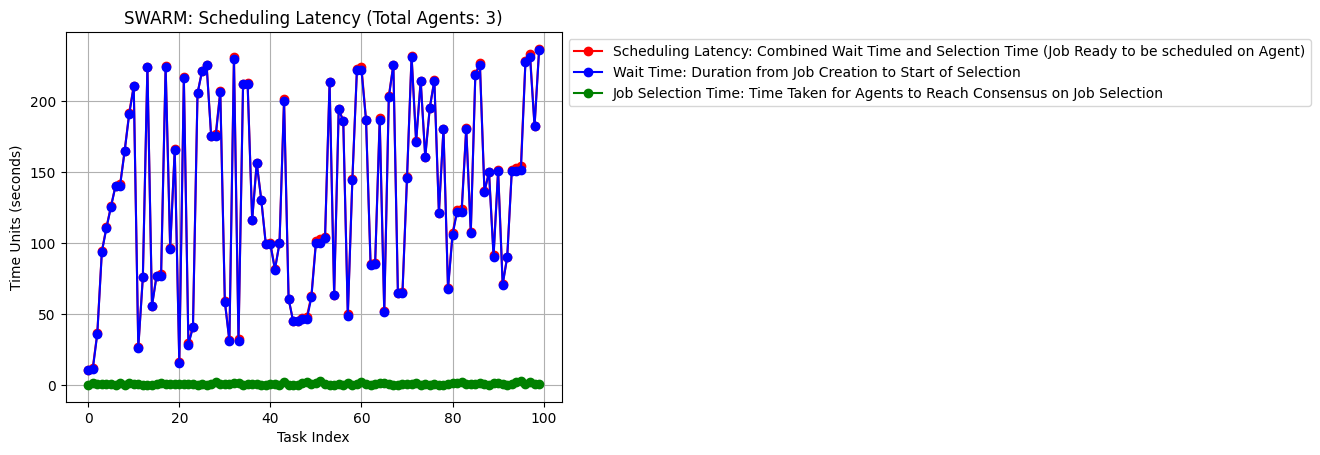 SWARM: Scheduling Latency (Total Agents: 3)
Scheduling Latency: Combined Wait Time and Selection Time (Job Ready to be scheduled on Agent)
Wait Time: Duration from Job Creation to Start of Selection
Job Selection Time: Time Taken for Agents to Reach Consensus on Job Selection
Time Units (seconds)
200
150
100
50
0
0 20 40 60 80 100
Task Index